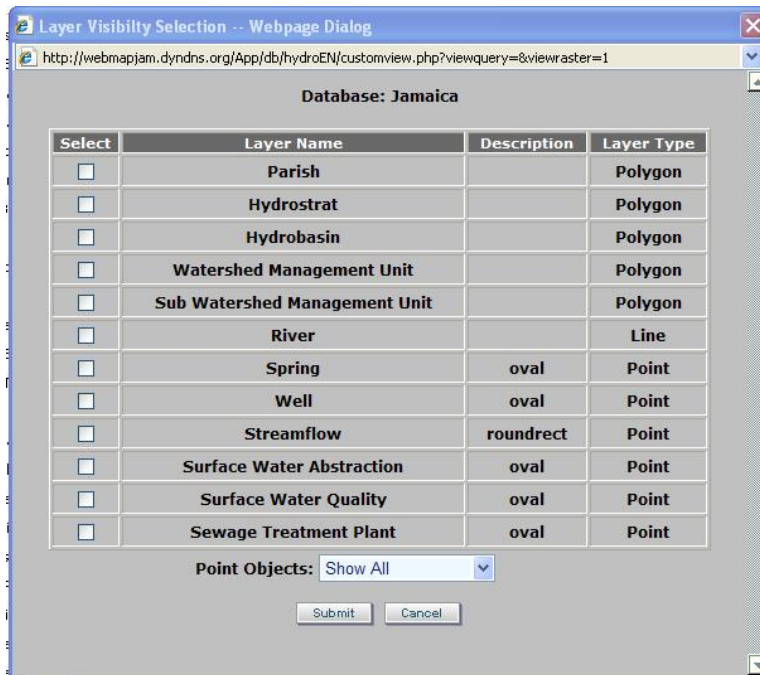 Layer Visibilty Selection -- Webpage Dialog
http://webmapjam.dyndns.org/App/db/hydroEN/customview.php?viewquery=&viewraster=1
Database: Jamaica
Select Layer Name Description Layer Type
Parish Polygon
Hydrostrat Polygon
Hydrobasin Polygon
Watershed Management Unit Polygon
Sub Watershed Management Unit Polygon
River Line
Spring oval Point
Well oval Point
Streamflow roundrect Point
Surface Water Abstraction oval Point
Surface Water Quality oval Point
Sewage Treatment Plant oval Point
Point Objects: Show All
Submit Cancel